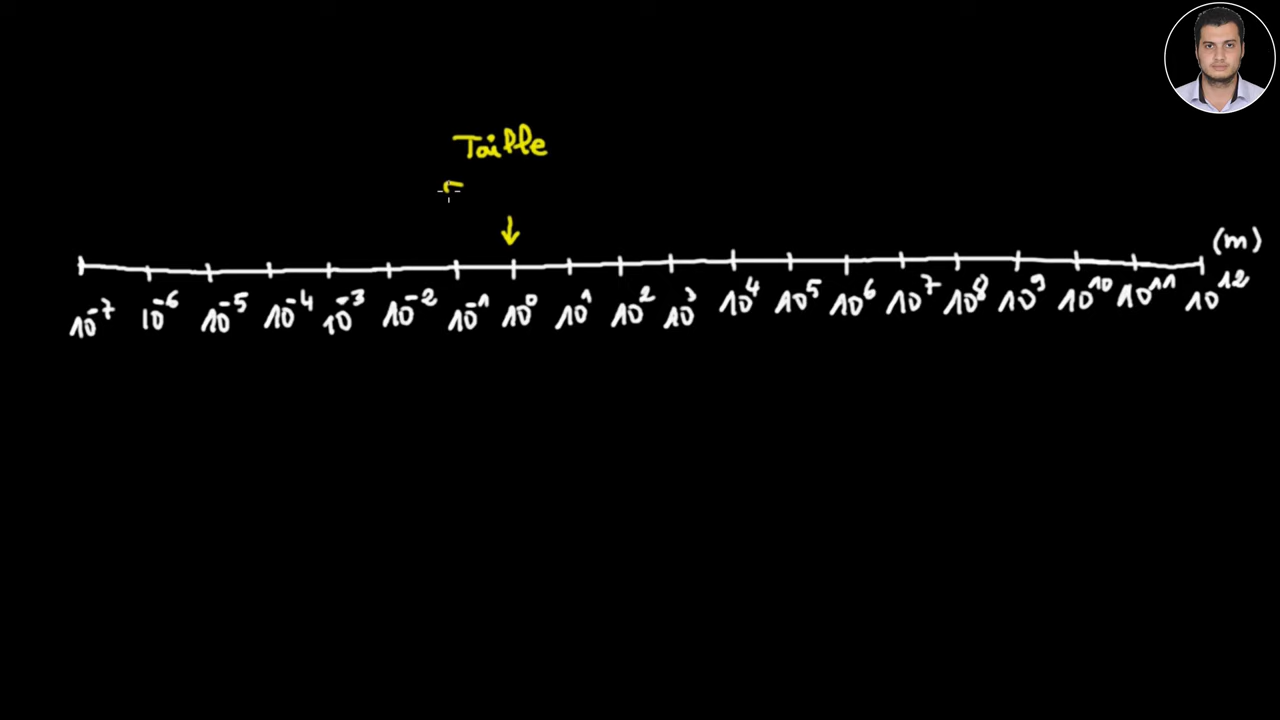 Taille
(m)
10⁻⁷ 10⁻⁶ 10⁻⁵ 10⁻⁴ 10⁻³ 10⁻² 10⁻¹ 10⁰ 10¹ 10² 10³ 10⁴ 10⁵ 10⁶ 10⁷ 10⁸ 10⁹ 10¹⁰ 10¹¹ 10¹²